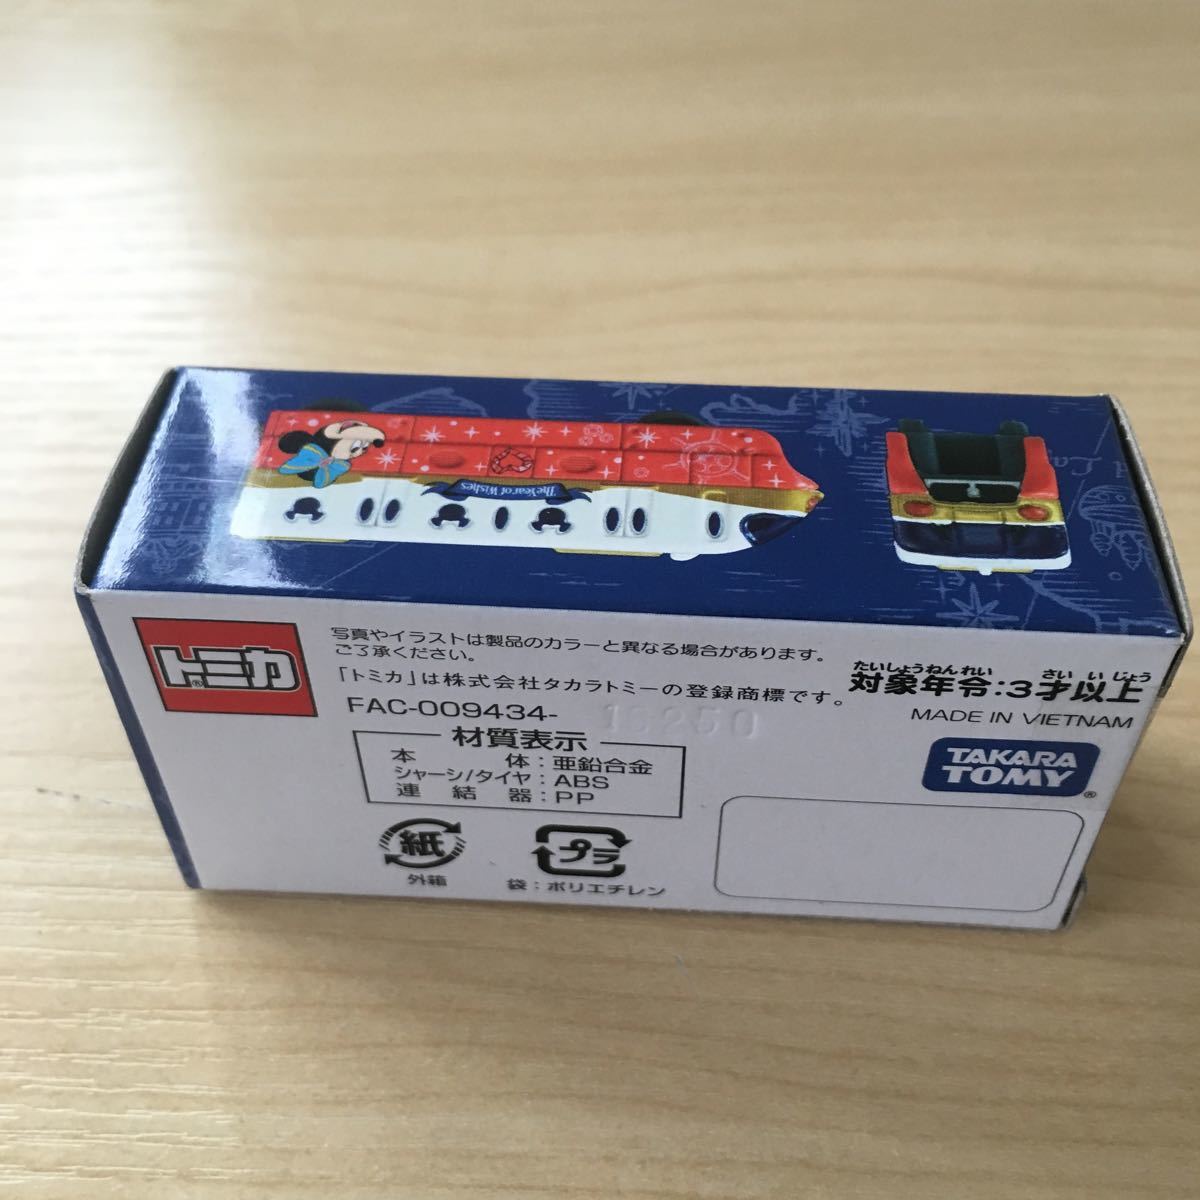 The Year of Wishes
トミカ
®
写真やイラストは製品のカラーと異なる場合があります。
ご了承ください。
「トミカ」は株式会社タカラトミーの登録商標です。
FAC-009434-
たいしょうねんれい さいいじょう
対象年令:3才以上
MADE IN VIETNAM
TAKARA
TOMY
®
材質表示
本体:亜鉛合金
シャーシ/タイヤ:ABS
連結器:PP
紙
外箱
プラ
袋:ポリエチレン